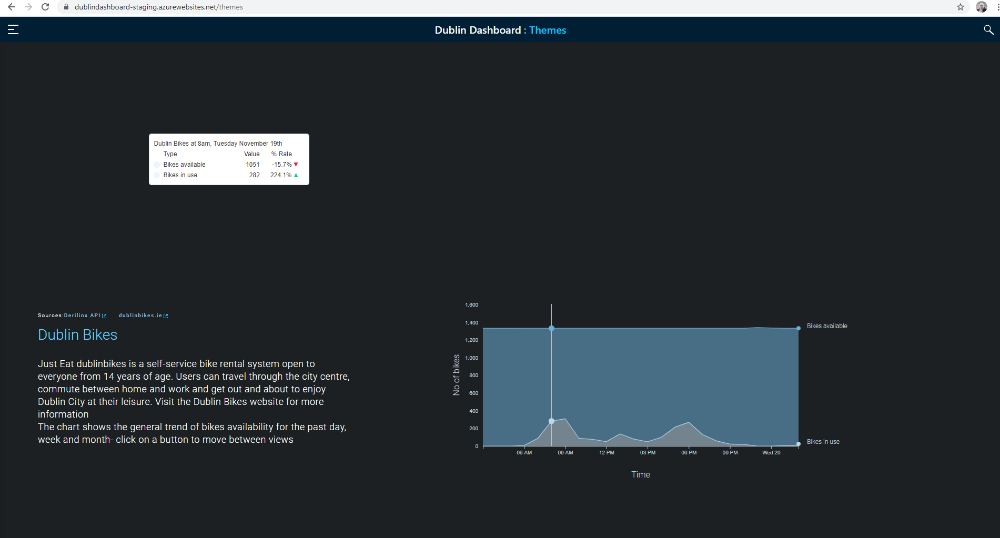 dublindashboard-staging.azurewebsites.net/themes
Dublin Dashboard : Themes
Dublin Bikes at 8am, Tuesday November 19th
Type Value % Rate
Bikes available 1051 -15.7%
Bikes in use 282 224.1%
Sources:Derilinx API dublinbikes.ie
Dublin Bikes
Just Eat dublinbikes is a self-service bike rental system open to
everyone from 14 years of age. Users can travel through the city centre,
commute between home and work and get out and about to enjoy
Dublin City at their leisure. Visit the Dublin Bikes website for more
information
The chart shows the general trend of bikes availability for the past day,
week and month- click on a button to move between views
No of bikes
1,600
1,400
1,200
1,000
800
600
400
200
0
Bikes available
Bikes in use
06 AM 09 AM 12 PM 03 PM 06 PM 09 PM Wed 20
Time